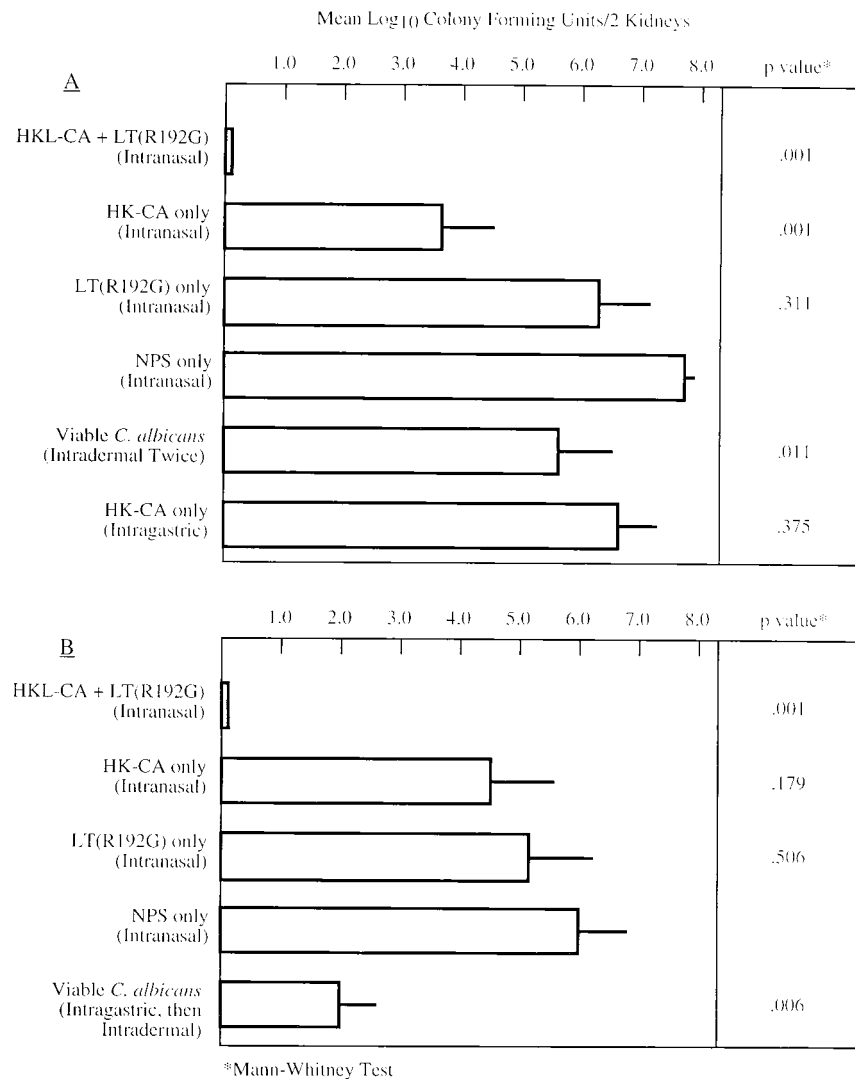 Mean Log10 Colony Forming Units/2 Kidneys
1.0 2.0 3.0 4.0 5.0 6.0 7.0 8.0 p value*
A
HKL-CA + LT(R192G)
(Intranasal)
.001
HK-CA only
(Intranasal)
.001
LT(R192G) only
(Intranasal)
.311
NPS only
(Intranasal)
Viable C. albicans
(Intradermal Twice)
.011
HK-CA only
(Intragastric)
.375
1.0 2.0 3.0 4.0 5.0 6.0 7.0 8.0 p value*
B
HKL-CA + LT(R192G)
(Intranasal)
.001
HK-CA only
(Intranasal)
.179
LT(R192G) only
(Intranasal)
.506
NPS only
(Intranasal)
Viable C. albicans
(Intragastric, then
Intradermal)
.006
*Mann-Whitney Test